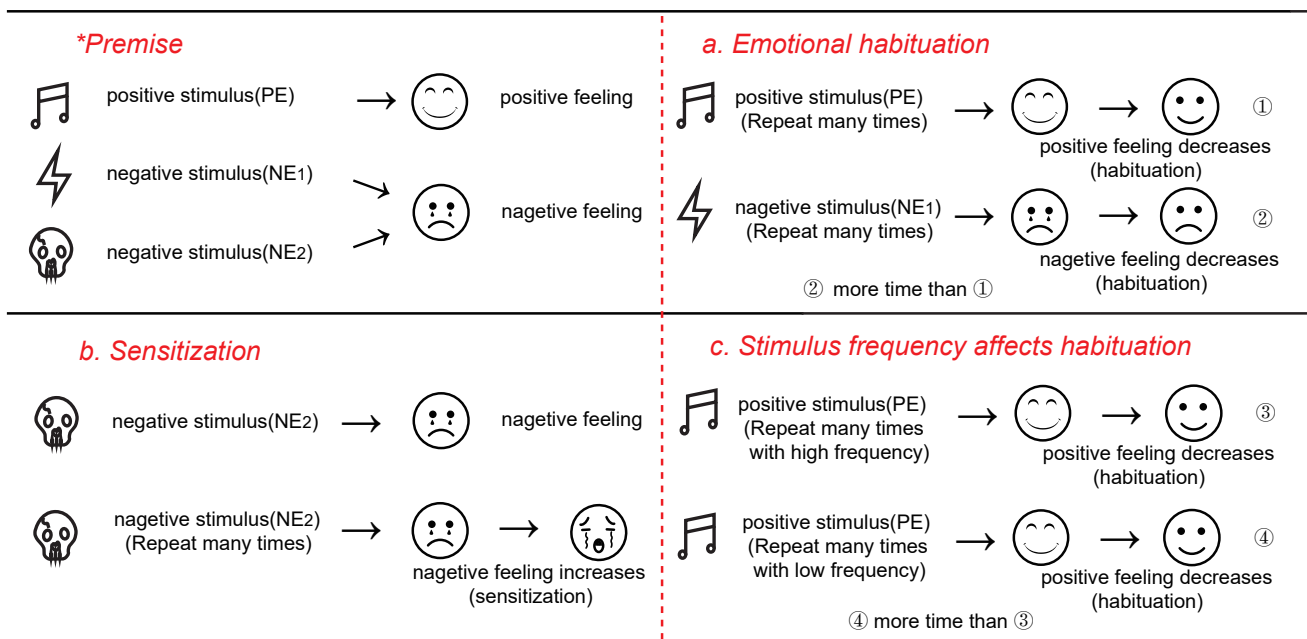 *Premise
positive stimulus(PE)
positive feeling
negative stimulus(NE1)
nagetive feeling
negative stimulus(NE2)
a. Emotional habituation
positive stimulus(PE)
(Repeat many times)
①
positive feeling decreases
(habituation)
nagetive stimulus(NE1)
(Repeat many times)
②
nagetive feeling decreases
(habituation)
② more time than ①
b. Sensitization
negative stimulus(NE2)
nagetive feeling
nagetive stimulus(NE2)
(Repeat many times)
nagetive feeling increases
(sensitization)
c. Stimulus frequency affects habituation
positive stimulus(PE)
(Repeat many times
with high frequency)
③
positive feeling decreases
(habituation)
positive stimulus(PE)
(Repeat many times
with low frequency)
④
positive feeling decreases
(habituation)
④ more time than ③